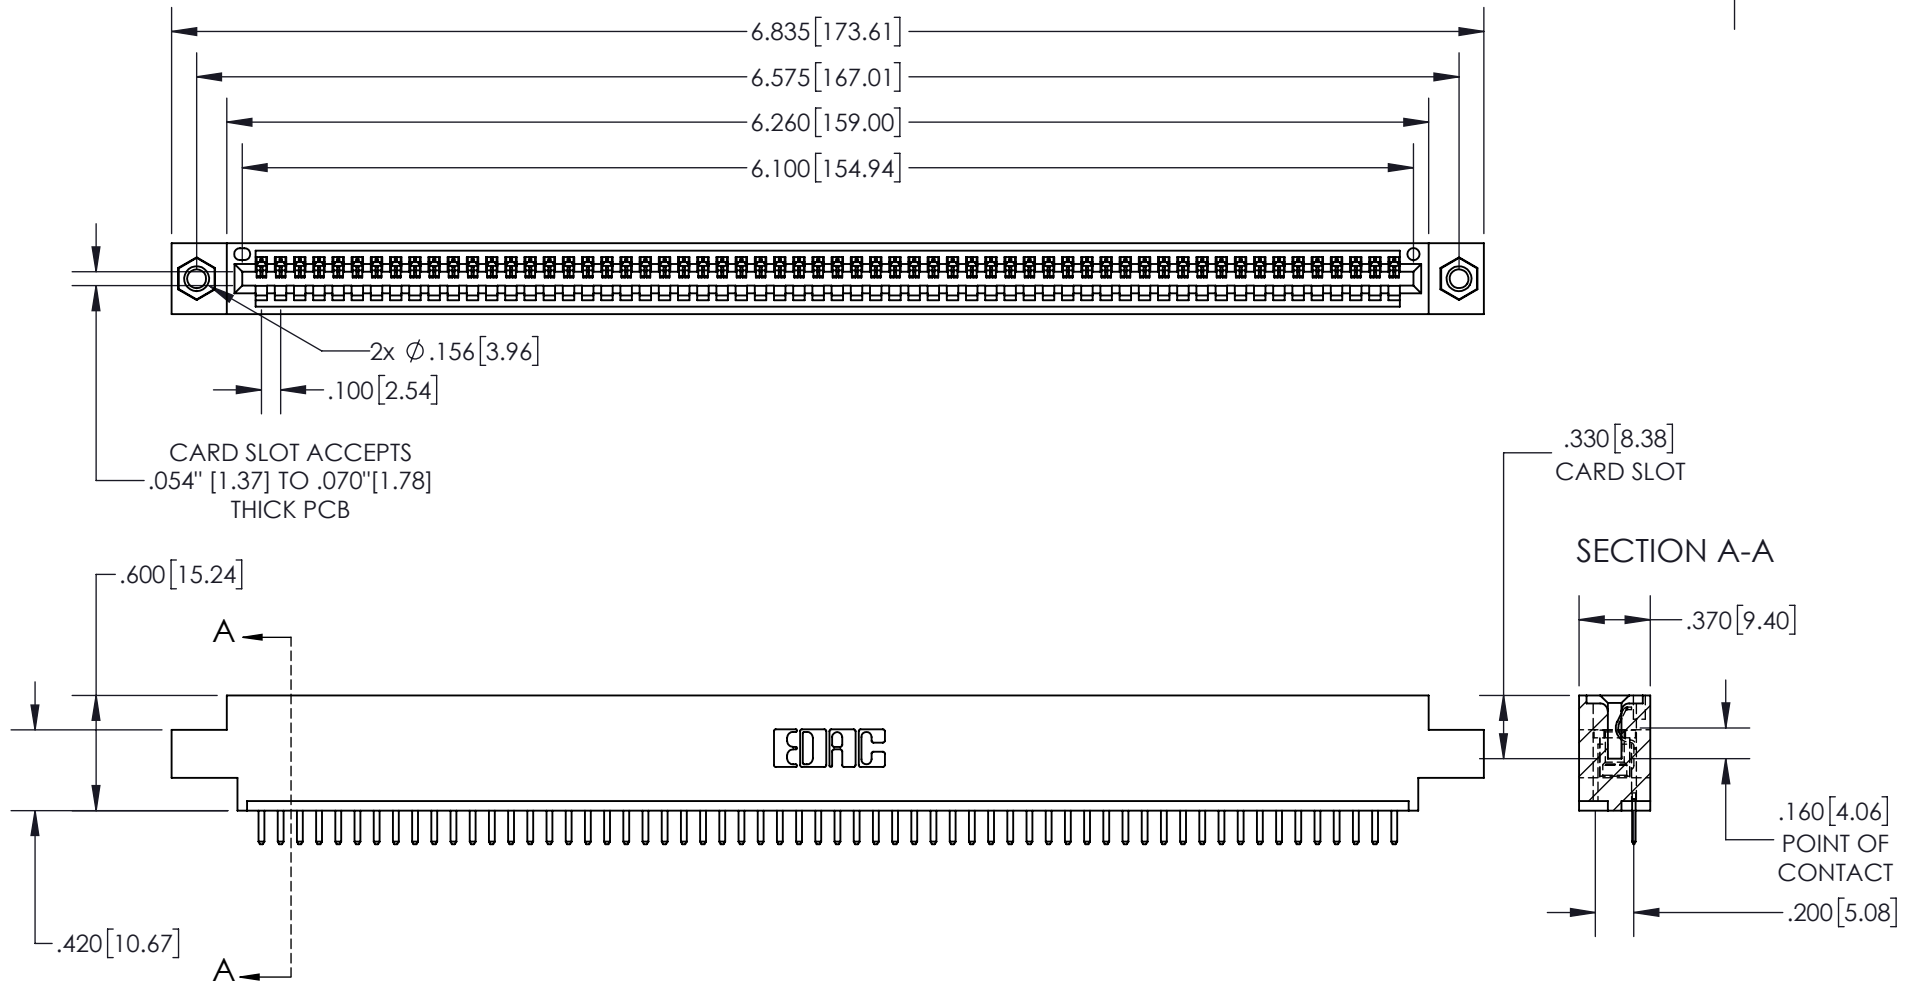 6.835[173.61]
6.575[167.01]
6.260[159.00]
6.100[154.94]
2x Ø.156[3.96]
.100[2.54]
CARD SLOT ACCEPTS
.054" [1.37] TO .070"[1.78]
THICK PCB
.330[8.38]
CARD SLOT
SECTION A-A
.600[15.24]
A
.370[9.40]
EDAC
.160[4.06]
POINT OF
CONTACT
.200[5.08]
.420[10.67]
A